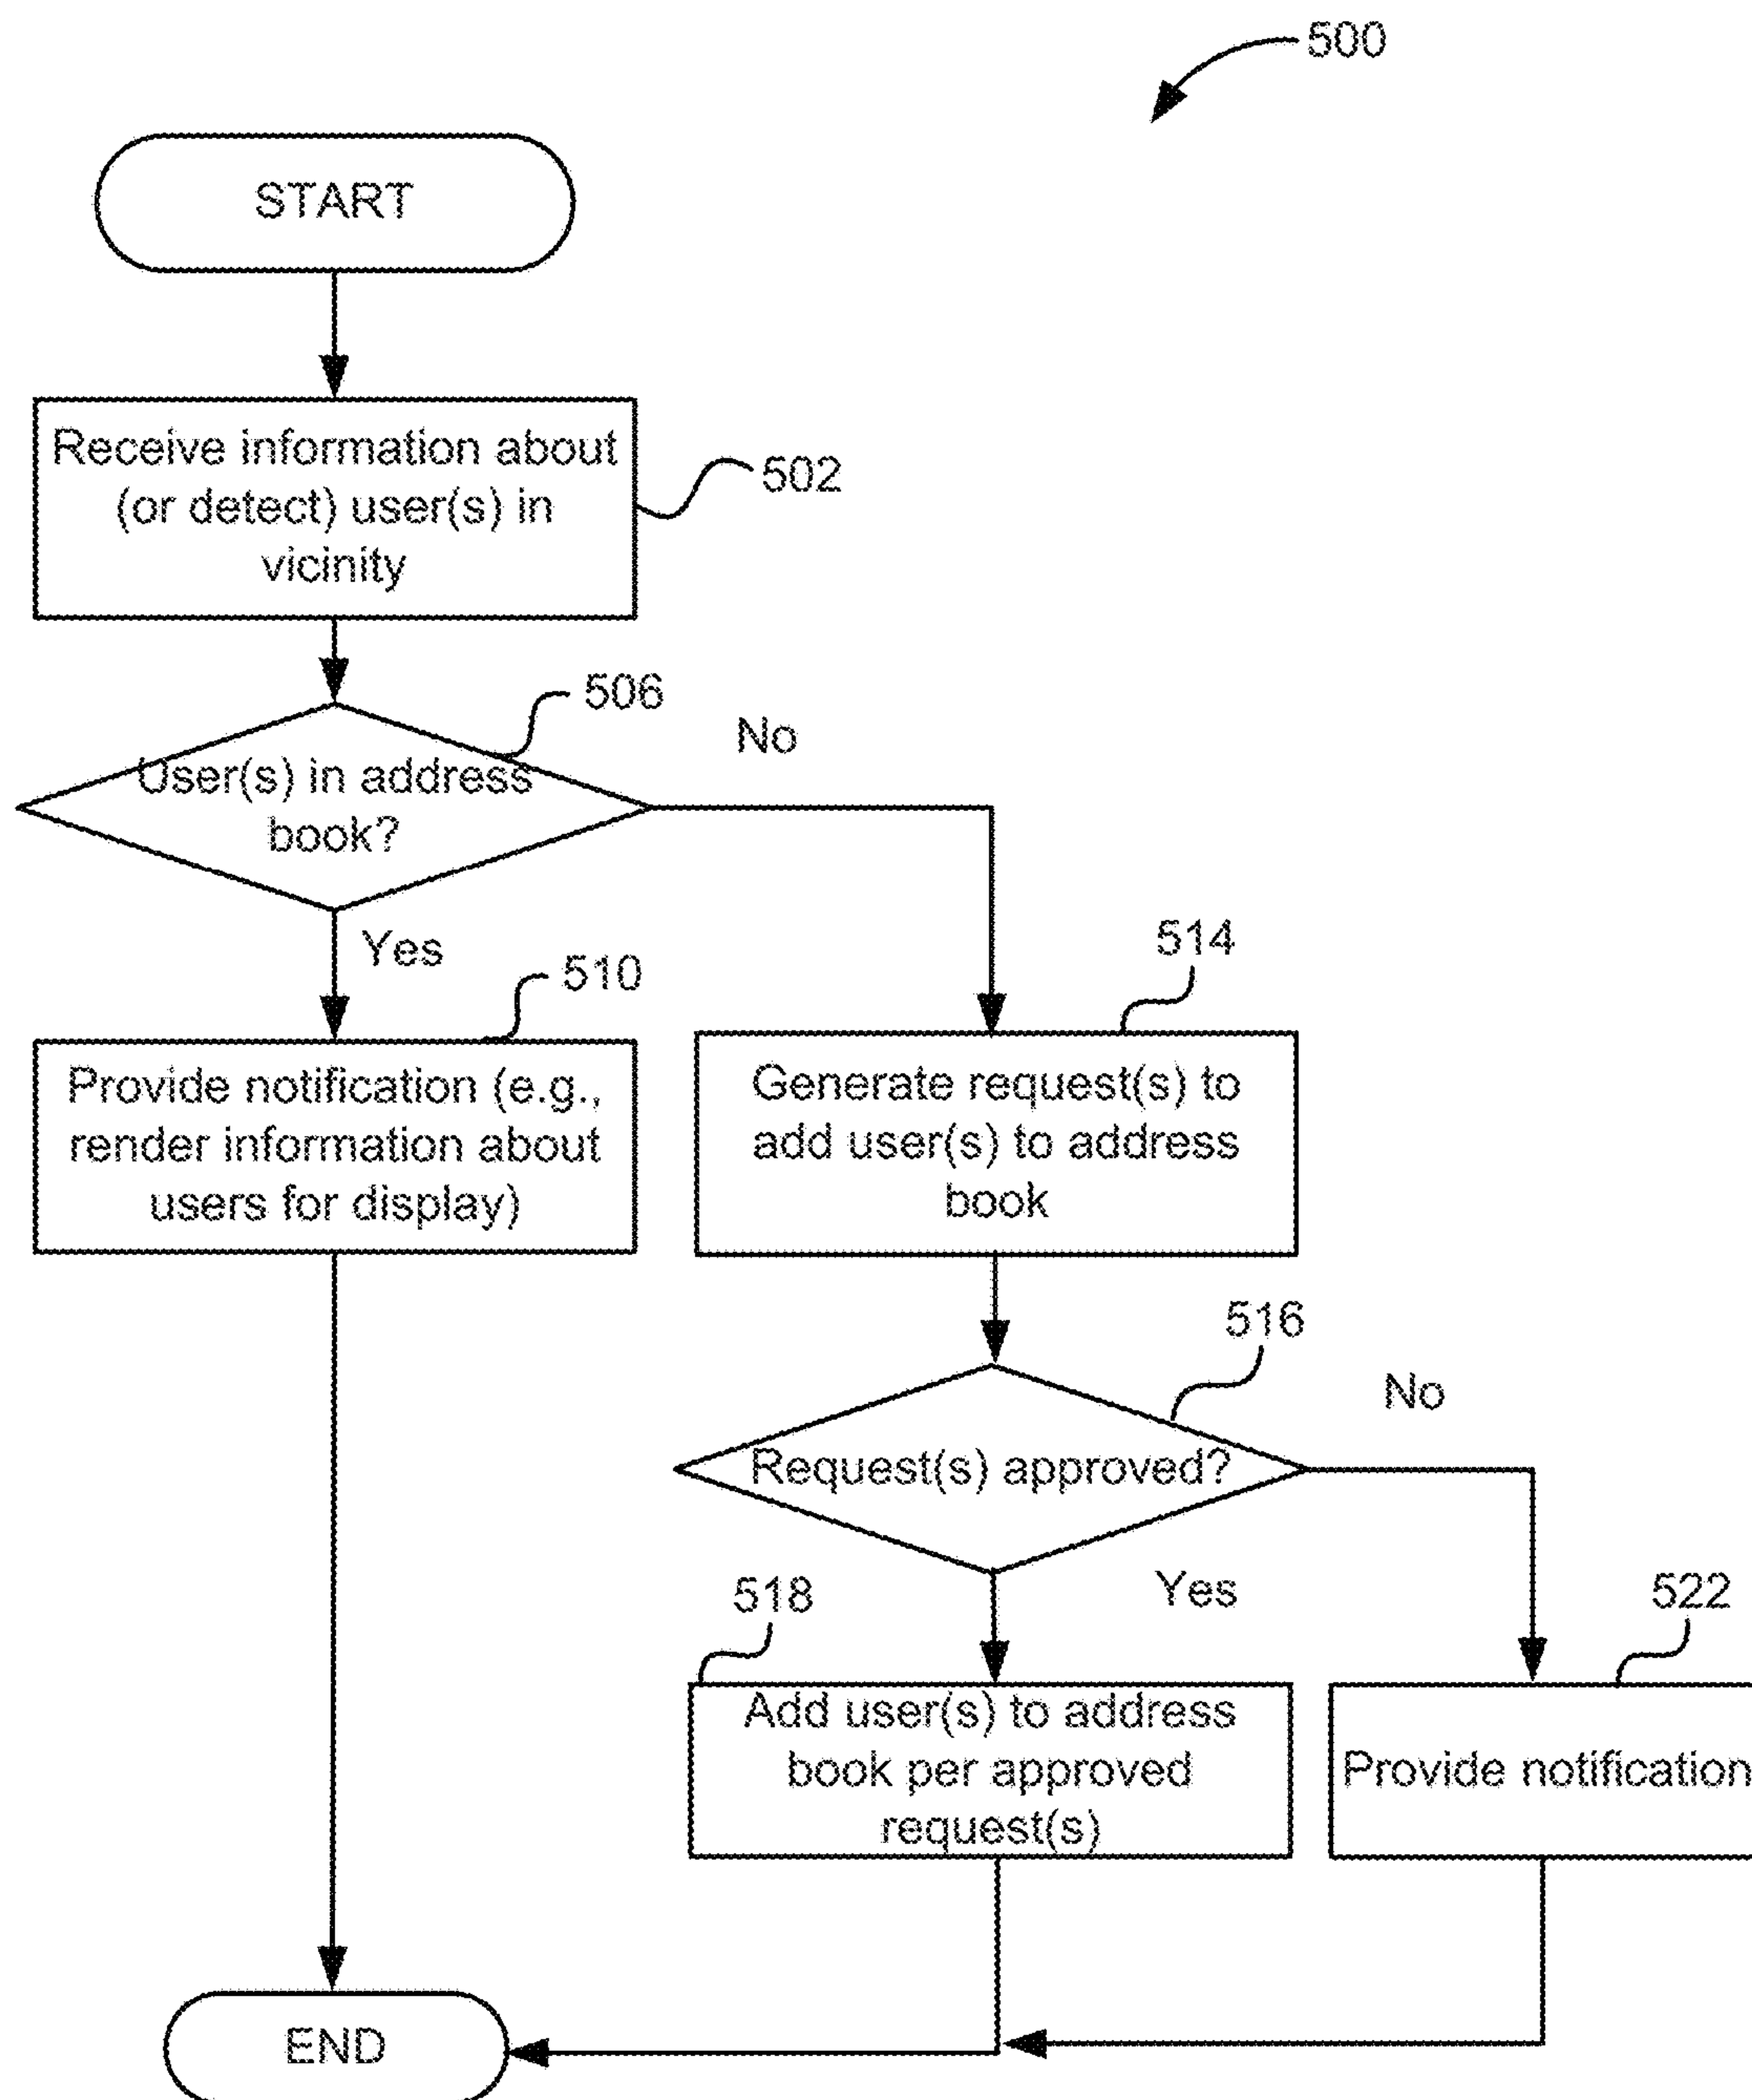 500
START
Receive information about
(or detect) user(s) in
vicinity
502
506
No
User(s) in address
book?
Yes
510
514
Provide notification (e.g.,
render information about
users for display)
Generate request(s) to
add user(s) to address
book
516
No
Request(s) approved?
518
Yes
522
Add user(s) to address
book per approved
request(s)
Provide notification
END